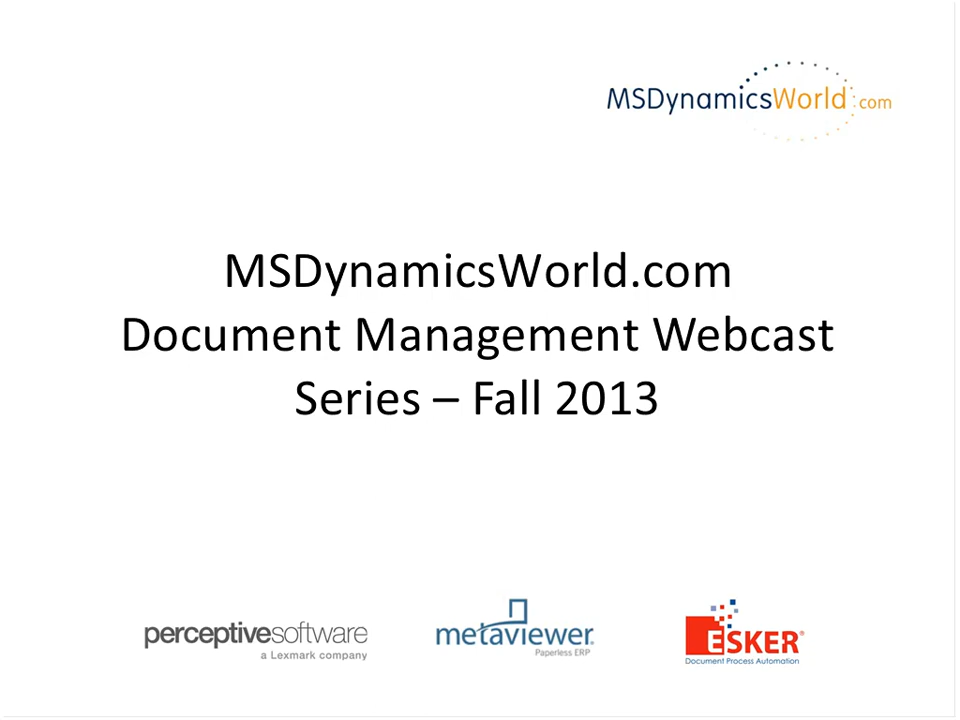 MSDynamicsWorld.com
MSDynamicsWorld.com
Document Management Webcast
Series – Fall 2013
perceptivesoftware
a Lexmark company
metaviewer
Paperless ERP
ESKER®
Document Process Automation